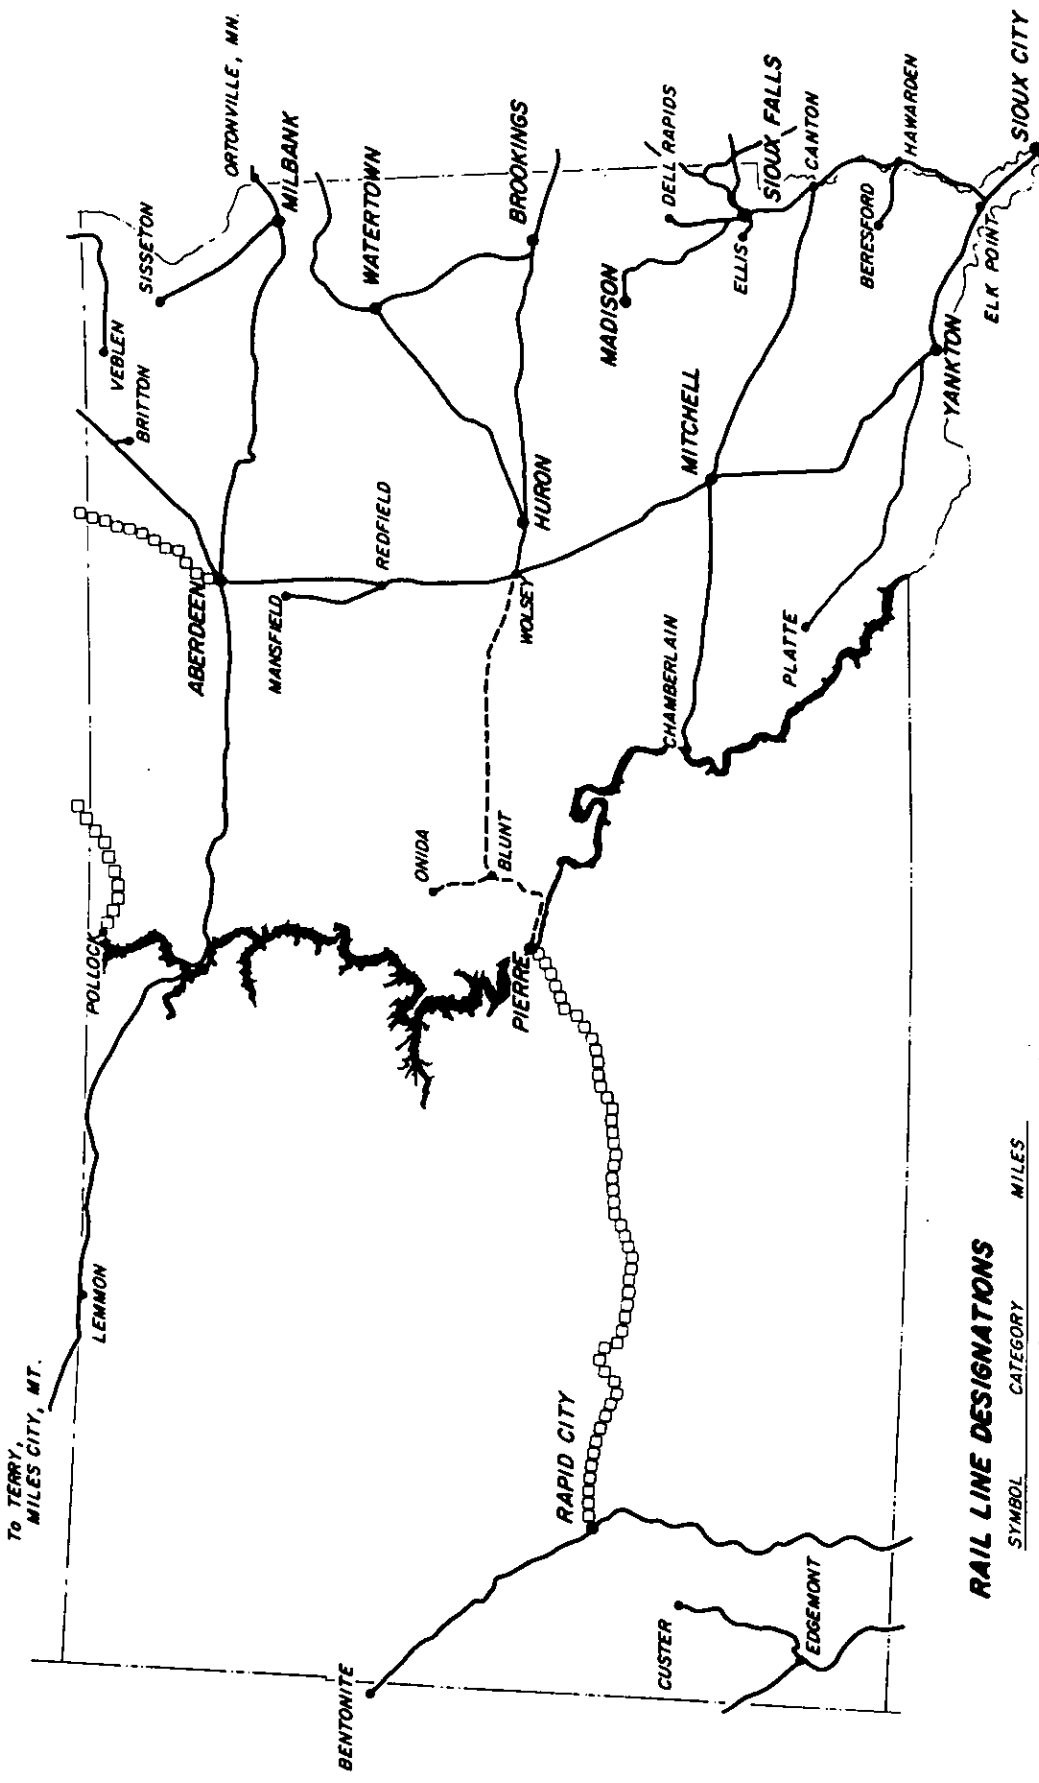 To TERRY,
MILES CITY, MT.
LEMMON
POLLOCK
ABERDEEN
BRITTON
VEBLEN
SISSETON
ORTONVILLE, MN.
MILBANK
MANSFIELD
REDFIELD
WATERTOWN
BENTONITE
ONIDA
BLUNT
PIERRE
WOLSEY
HURON
BROOKINGS
RAPID CITY
CHAMBERLAIN
MITCHELL
MADISON
DELL RAPIDS
ELLIS
SIOUX FALLS
CUSTER
EDGEMONT
PLATTE
CANTON
BERESFORD
HAWARDEN
YANKTON
ELK POINT
SIOUX CITY
RAIL LINE DESIGNATIONS
SYMBOL CATEGORY MILES